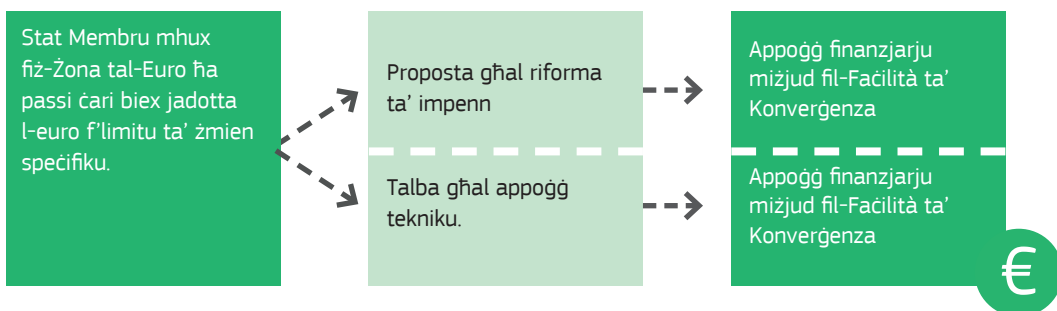 Stat Membru mhux
fiż-Żona tal-Euro ħa
passi ċari biex jadotta
l-euro f’limitu ta’ żmien
speċifiku.
Proposta għal riforma
ta’ impenn
Talba għal appoġġ
tekniku.
Appoġġ finanzjarju
miżjud fil-Faċilità ta’
Konverġenza
Appoġġ finanzjarju
miżjud fil-Faċilità ta’
Konverġenza
€